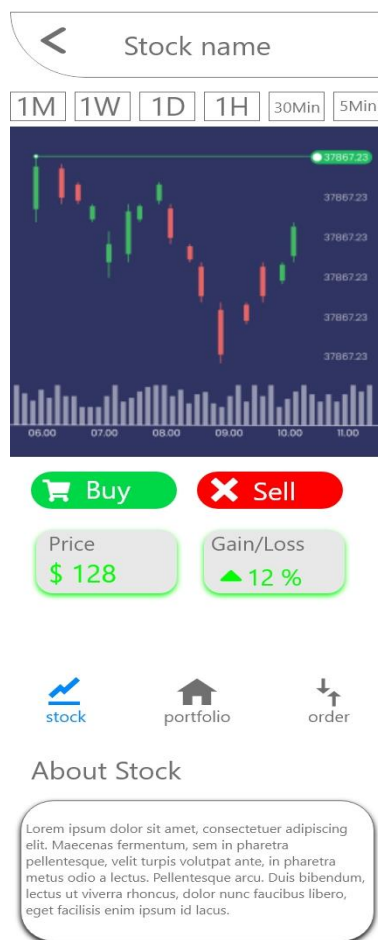 Stock name
1M 1W 1D 1H 30Min 5Min
37867.23
37867.23
37867.23
37867.23
37867.23
37867.23
06.00 07.00 08.00 09.00 10.00 11.00
Buy Sell
Price Gain/Loss
$ 128 12 %
stock portfolio order
About Stock
Lorem ipsum dolor sit amet, consectetuer adipiscing
elit. Maecenas fermentum, sem in pharetra
pellentesque, velit turpis volutpat ante, in pharetra
metus odio a lectus. Pellentesque arcu. Duis bibendum,
lectus ut viverra rhoncus, dolor nunc faucibus libero,
eget facilisis enim ipsum id lacus.